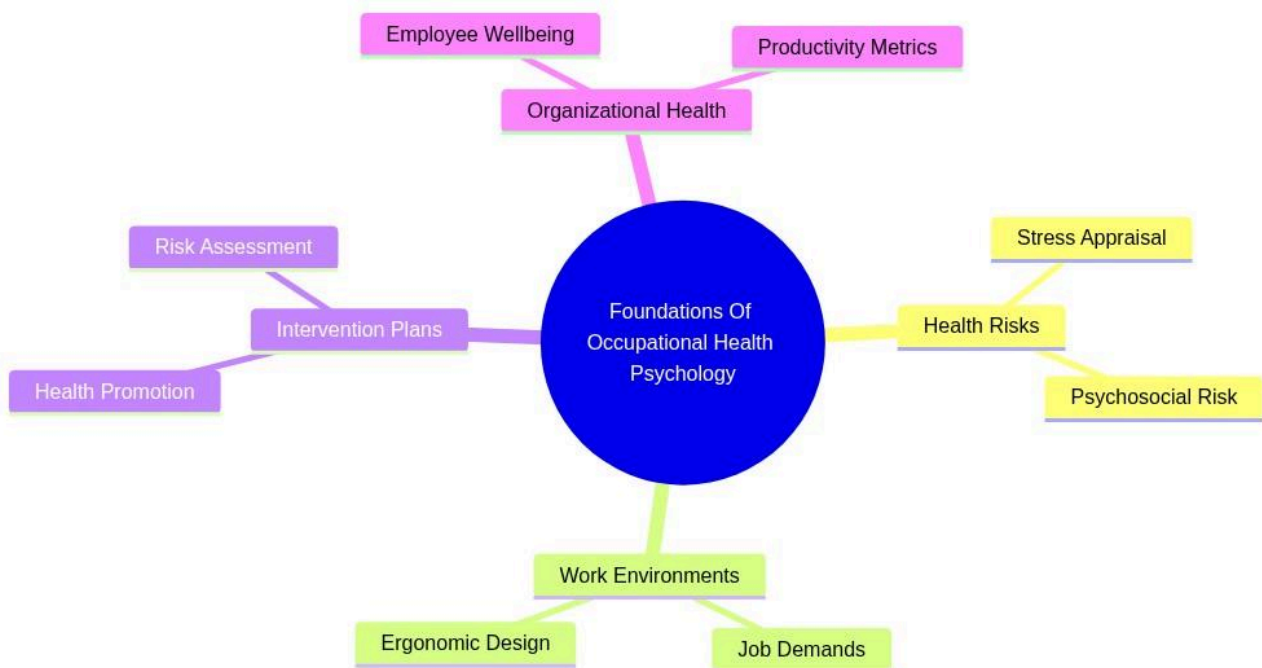 Employee Wellbeing
Productivity Metrics
Organizational Health
Risk Assessment
Stress Appraisal
Intervention Plans
Foundations Of
Occupational Health
Psychology
Health Risks
Health Promotion
Psychosocial Risk
Work Environments
Ergonomic Design
Job Demands